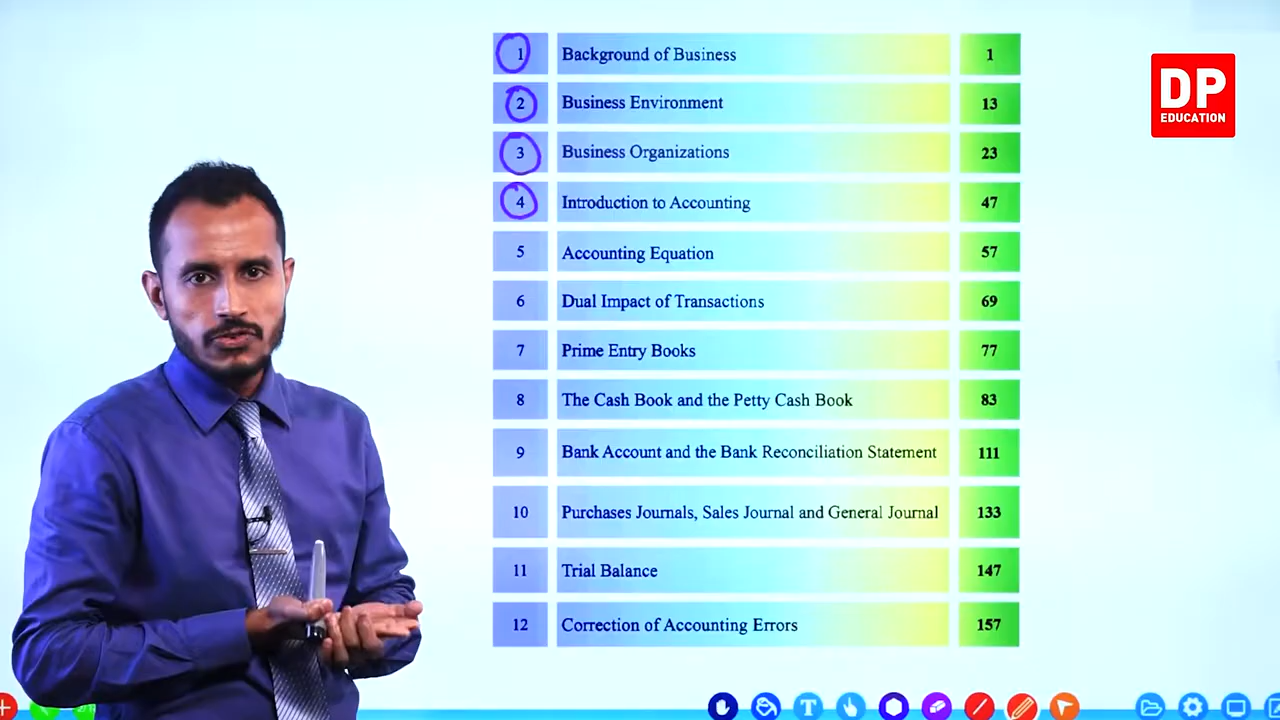 1 Background of Business 1
2 Business Environment 13
3 Business Organizations 23
4 Introduction to Accounting 47
5 Accounting Equation 57
6 Dual Impact of Transactions 69
7 Prime Entry Books 77
8 The Cash Book and the Petty Cash Book 83
9 Bank Account and the Bank Reconciliation Statement 111
10 Purchases Journals, Sales Journal and General Journal 133
11 Trial Balance 147
12 Correction of Accounting Errors 157
DP
EDUCATION
T